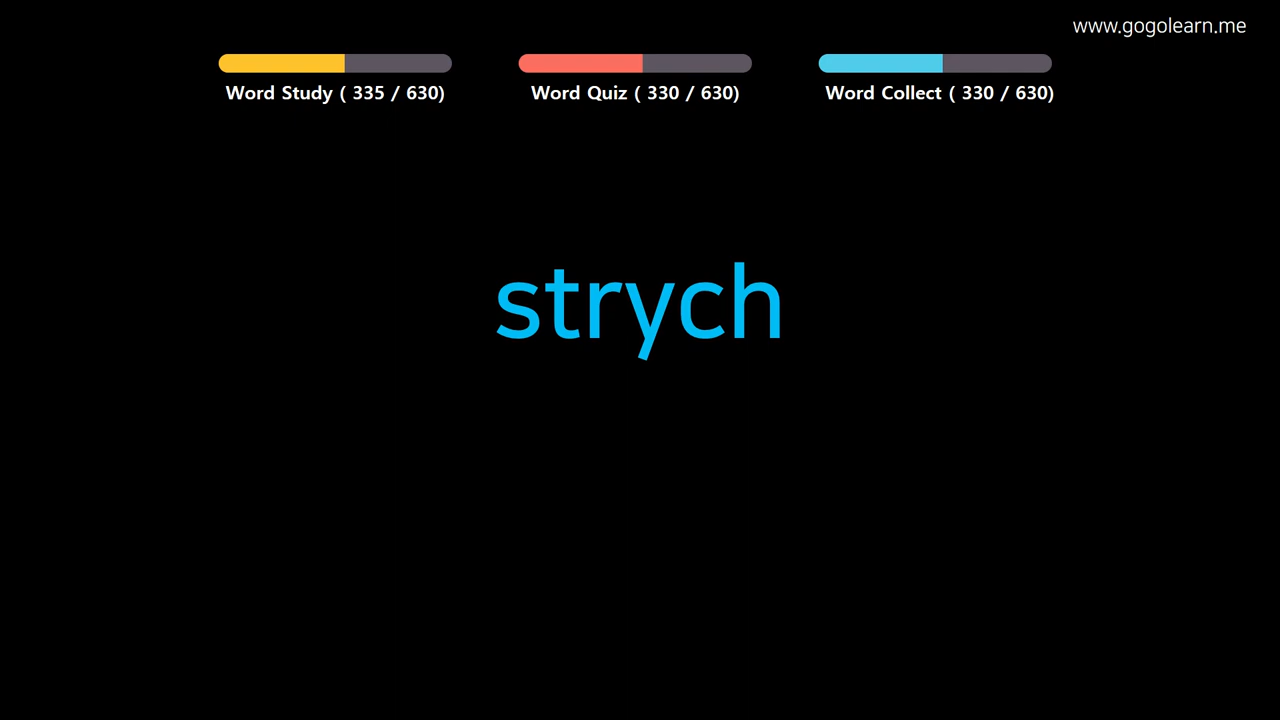 www.gogolearn.me
Word Study ( 335 / 630)
Word Quiz ( 330 / 630)
Word Collect ( 330 / 630)
strych